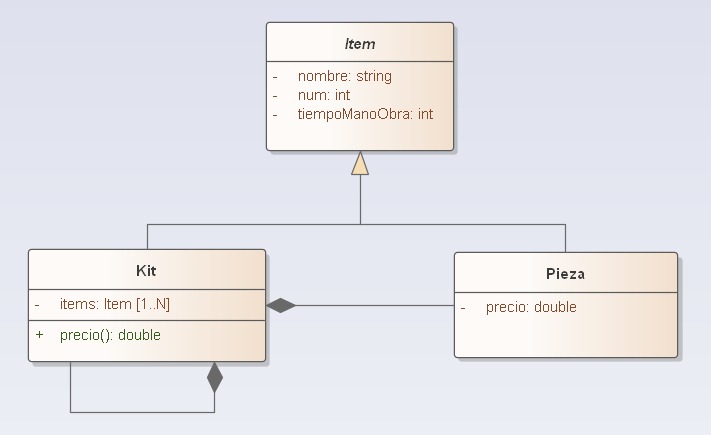 Item
- nombre: string
- num: int
- tiempoManoObra: int
Kit
- items: Item [1..N]
+ precio(): double
Pieza
- precio: double